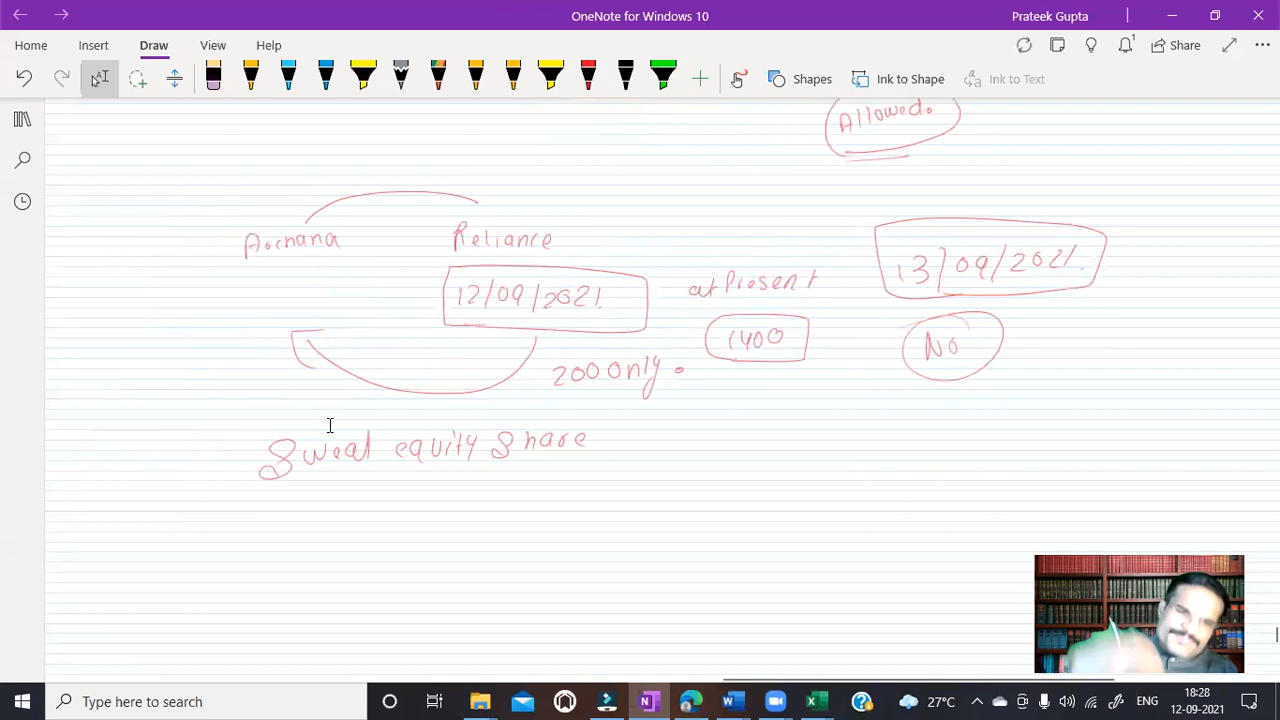 OneNote for Windows 10
Prateek Gupta
Home
Insert
Draw
View
Help
Share
Shapes
Ink to Shape
Ink to Text
Allowed.
Archana
Reliance
12/09/2021.
at Present
13/09/2021.
1400
No
200 Only.
Sweat equity Share
Type here to search
27°C
ENG
18:28
12-09-2021